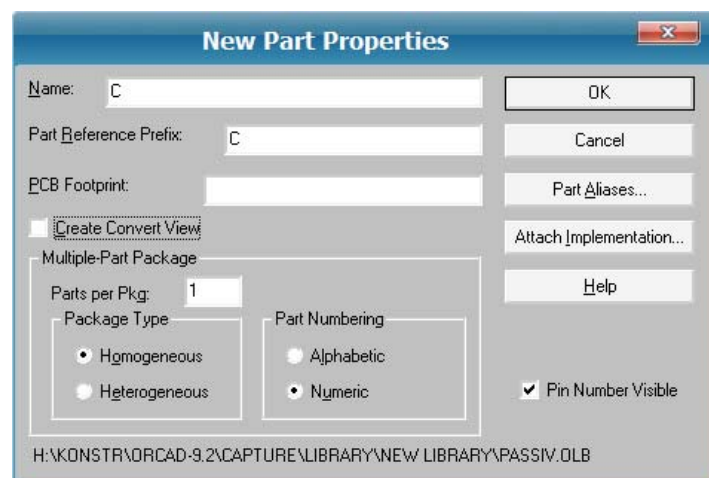 New Part Properties
Name: C
OK
Part Reference Prefix: C
Cancel
PCB Footprint:
Part Aliases...
Create Convert View
Attach Implementation...
Multiple-Part Package
Parts per Pkg: 1
Help
Package Type
Part Numbering
Homogeneous
Alphabetic
Heterogeneous
Numeric
Pin Number Visible
H:\KONSTR\ORCAD-9.2\CAPTURE\LIBRARY\NEW LIBRARY\PASSIV.OLB